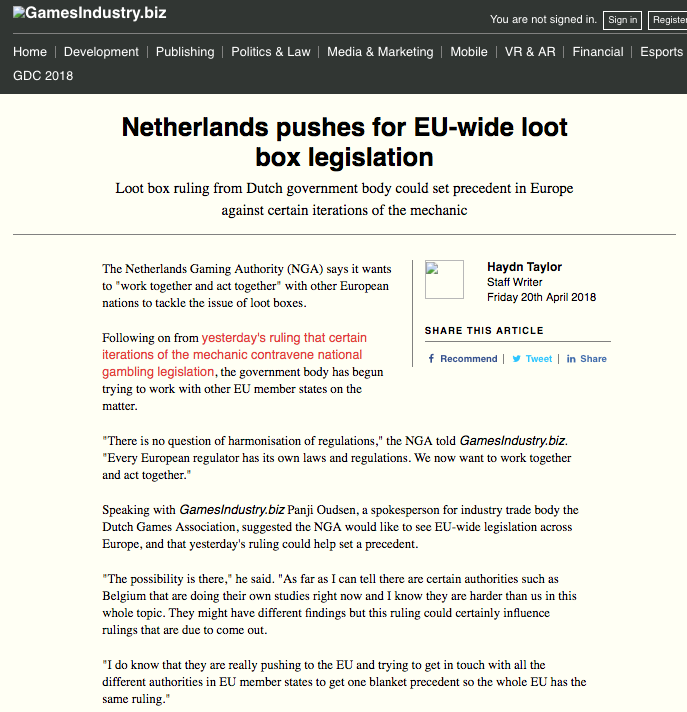 GamesIndustry.biz
You are not signed in. Sign in Register
Home Development Publishing Politics & Law Media & Marketing Mobile VR & AR Financial Esports
GDC 2018
Netherlands pushes for EU-wide loot
box legislation
Loot box ruling from Dutch government body could set precedent in Europe
against certain iterations of the mechanic
The Netherlands Gaming Authority (NGA) says it wants
to "work together and act together" with other European
nations to tackle the issue of loot boxes.
Following on from yesterday's ruling that certain
iterations of the mechanic contravene national
gambling legislation, the government body has begun
trying to work with other EU member states on the
matter.
Haydn Taylor
Staff Writer
Friday 20th April 2018
SHARE THIS ARTICLE
Recommend Tweet Share
"There is no question of harmonisation of regulations," the NGA told GamesIndustry.biz.
"Every European regulator has its own laws and regulations. We now want to work together
and act together."
Speaking with GamesIndustry.biz Panji Oudsen, a spokesperson for industry trade body the
Dutch Games Association, suggested the NGA would like to see EU-wide legislation across
Europe, and that yesterday's ruling could help set a precedent.
"The possibility is there," he said. "As far as I can tell there are certain authorities such as
Belgium that are doing their own studies right now and I know they are harder than us in this
whole topic. They might have different findings but this ruling could certainly influence
rulings that are due to come out.
"I do know that they are really pushing to the EU and trying to get in touch with all the
different authorities in EU member states to get one blanket precedent so the whole EU has the
same ruling."